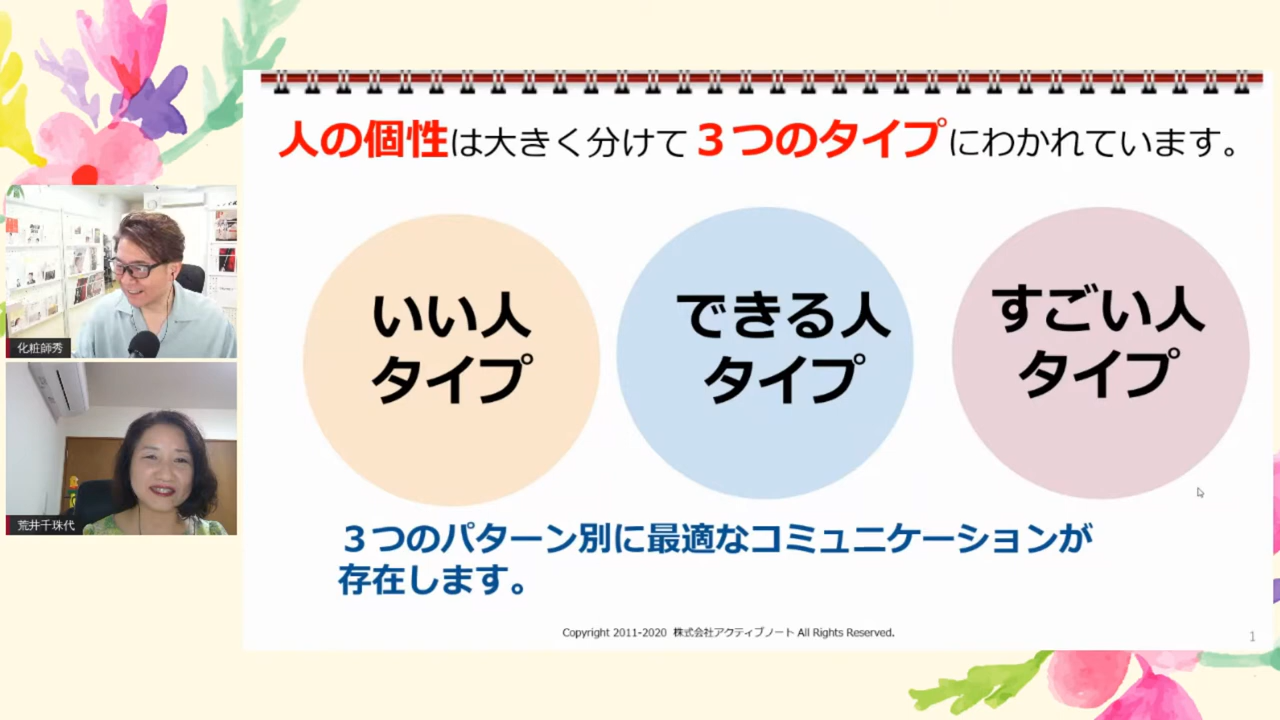 人の個性は大きく分けて３つのタイプにわかれています。
いい人
タイプ
できる人
タイプ
すごい人
タイプ
３つのパターン別に最適なコミュニケーションが
存在します。
Copyright 2011-2020 株式会社アクティブノート All Rights Reserved.
1
化粧師秀
荒井千珠代